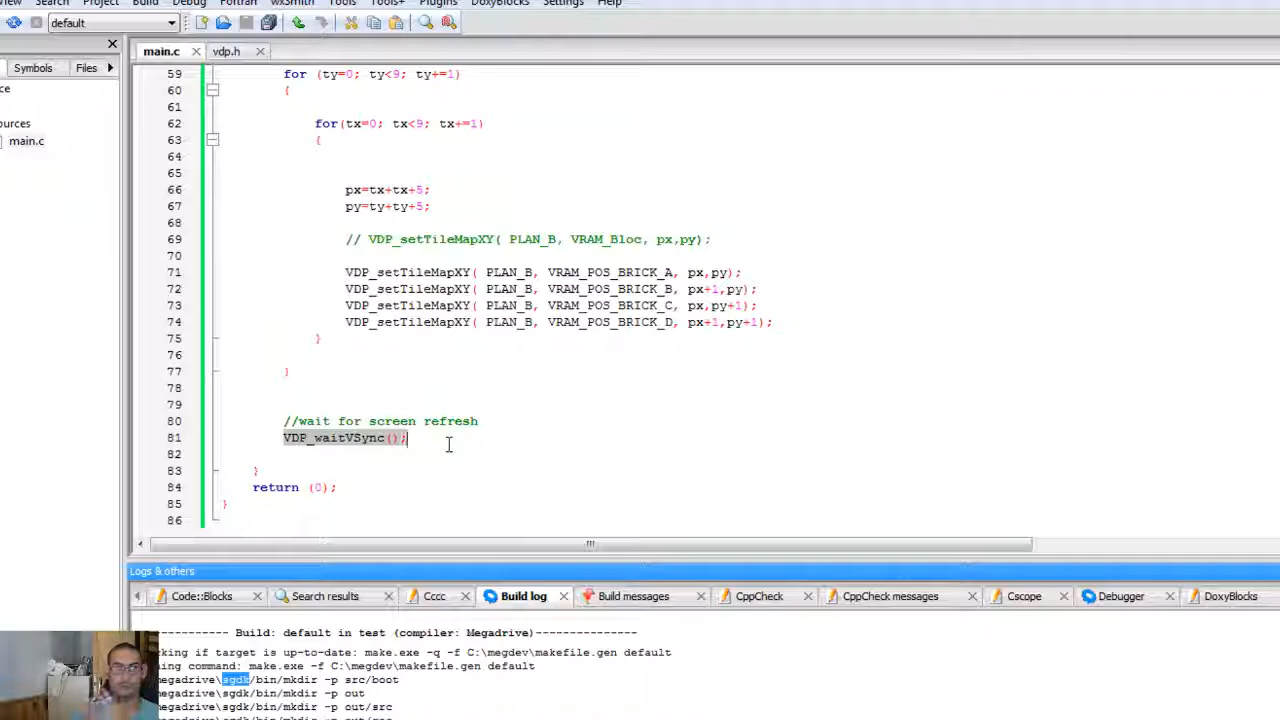 View Search Project Build Debug Fortran wxSmith Tools Tools+ Plugins DoxyBlocks Settings Help
default
main.c vdp.h
Symbols Files
ources
main.c
59 for (ty=0; ty<9; ty+=1)
60 {
61
62 for(tx=0; tx<9; tx+=1)
63 {
64
65
66 px=tx+tx+5;
67 py=ty+ty+5;
68
69 // VDP_setTileMapXY( PLAN_B, VRAM_Bloc, px,py);
70
71 VDP_setTileMapXY( PLAN_B, VRAM_POS_BRICK_A, px,py);
72 VDP_setTileMapXY( PLAN_B, VRAM_POS_BRICK_B, px+1,py);
73 VDP_setTileMapXY( PLAN_B, VRAM_POS_BRICK_C, px,py+1);
74 VDP_setTileMapXY( PLAN_B, VRAM_POS_BRICK_D, px+1,py+1);
75 }
76
77 }
78
79
80 //wait for screen refresh
81 VDP_waitVSync();
82
83 }
84 return (0);
85 }
86
Logs & others
Code::Blocks Search results Cccc Build log Build messages CppCheck CppCheck messages Cscope Debugger DoxyBlocks
---------- Build: default in test (compiler: Megadrive)---------------
king if target is up-to-date: make.exe -q -f C:\megdev\makefile.gen default
ing command: make.exe -f C:\megdev\makefile.gen default
megadrive\sgdk/bin/mkdir -p src/boot
megadrive\sgdk/bin/mkdir -p out
megadrive\sgdk/bin/mkdir -p out/src